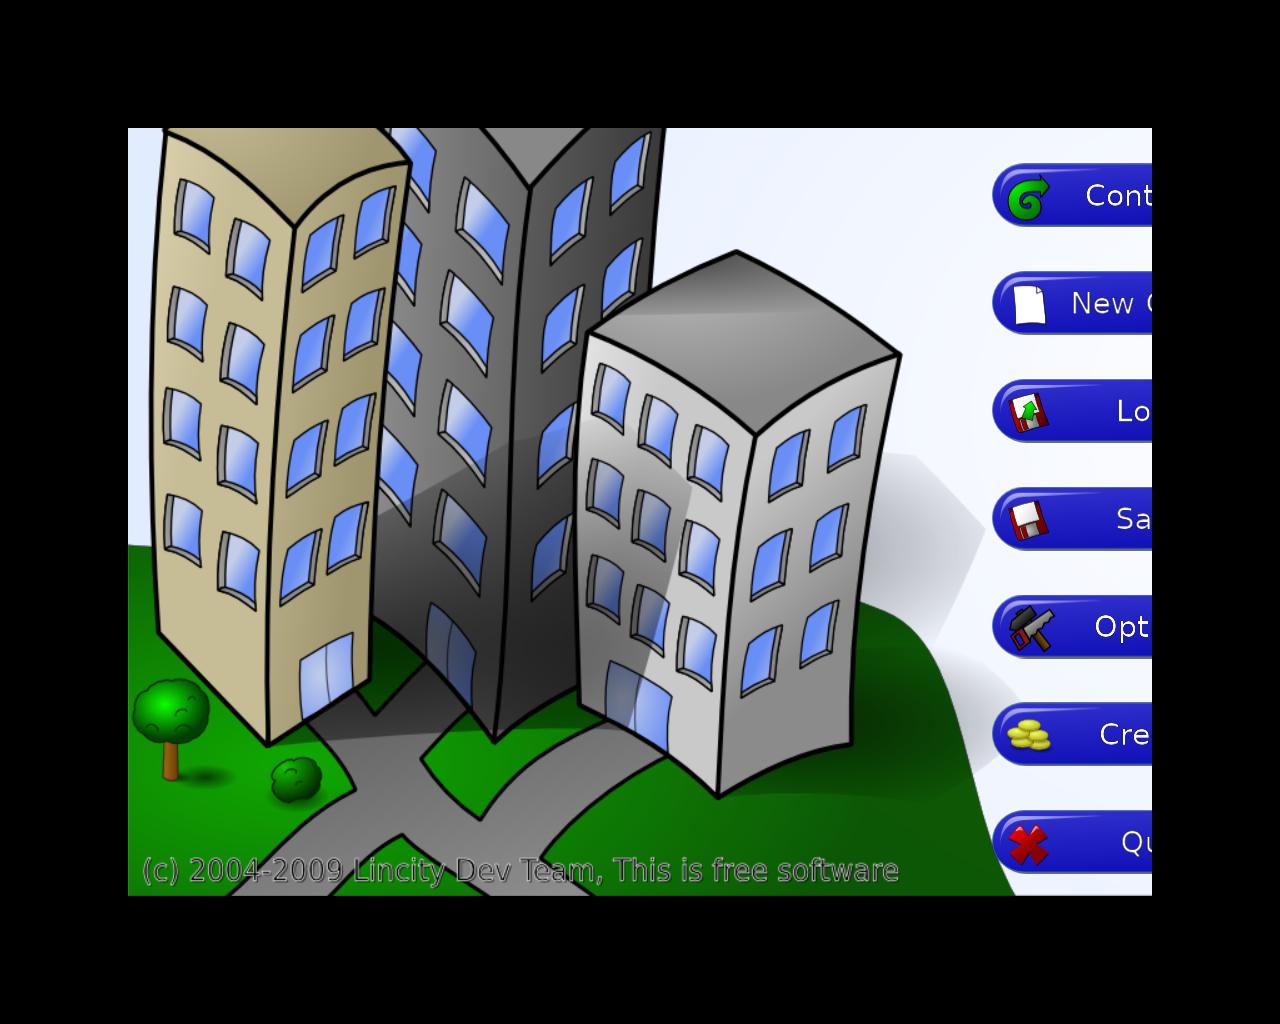 Cont
New
Lo
Sa
Opt
Cre
Qu
(c) 2004-2009 Lincity Dev Team, This is free software